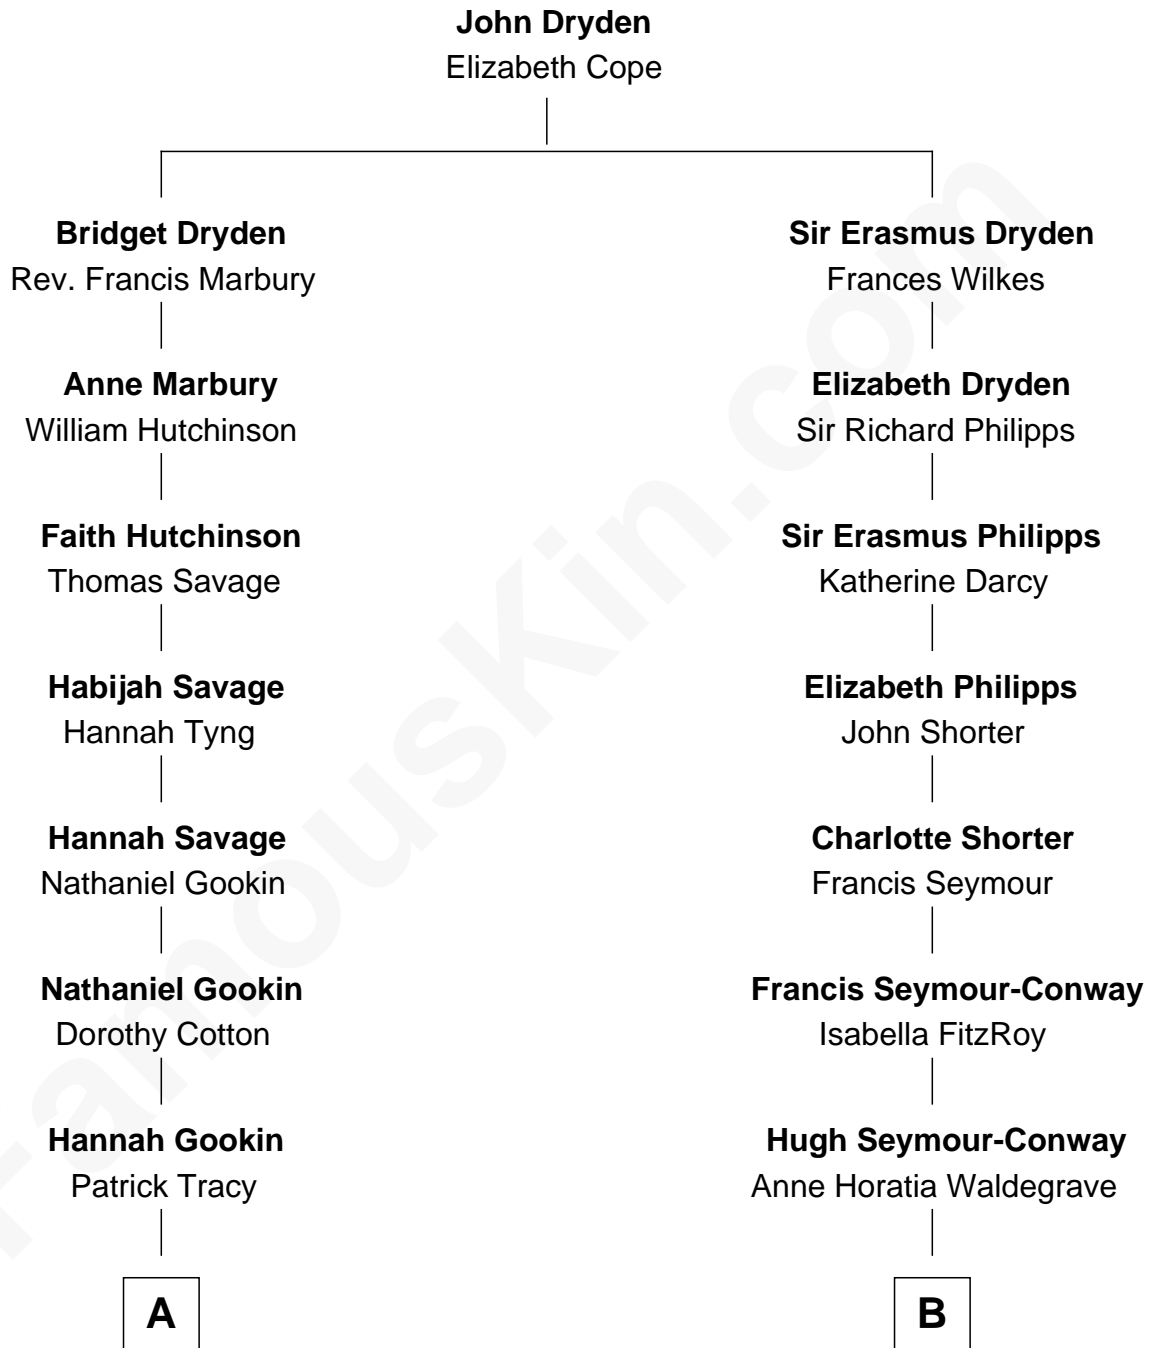 John Dryden
Elizabeth Cope
Bridget Dryden
Rev. Francis Marbury
Sir Erasmus Dryden
Frances Wilkes
Anne Marbury
William Hutchinson
Elizabeth Dryden
Sir Richard Philipps
Faith Hutchinson
Thomas Savage
Sir Erasmus Philipps
Katherine Darcy
Habijah Savage
Hannah Tyng
Elizabeth Philipps
John Shorter
Hannah Savage
Nathaniel Gookin
Charlotte Shorter
Francis Seymour
Nathaniel Gookin
Dorothy Cotton
Francis Seymour-Conway
Isabella FitzRoy
Hannah Gookin
Patrick Tracy
Hugh Seymour-Conway
Anne Horatia Waldegrave
A
B
FamousKin.com